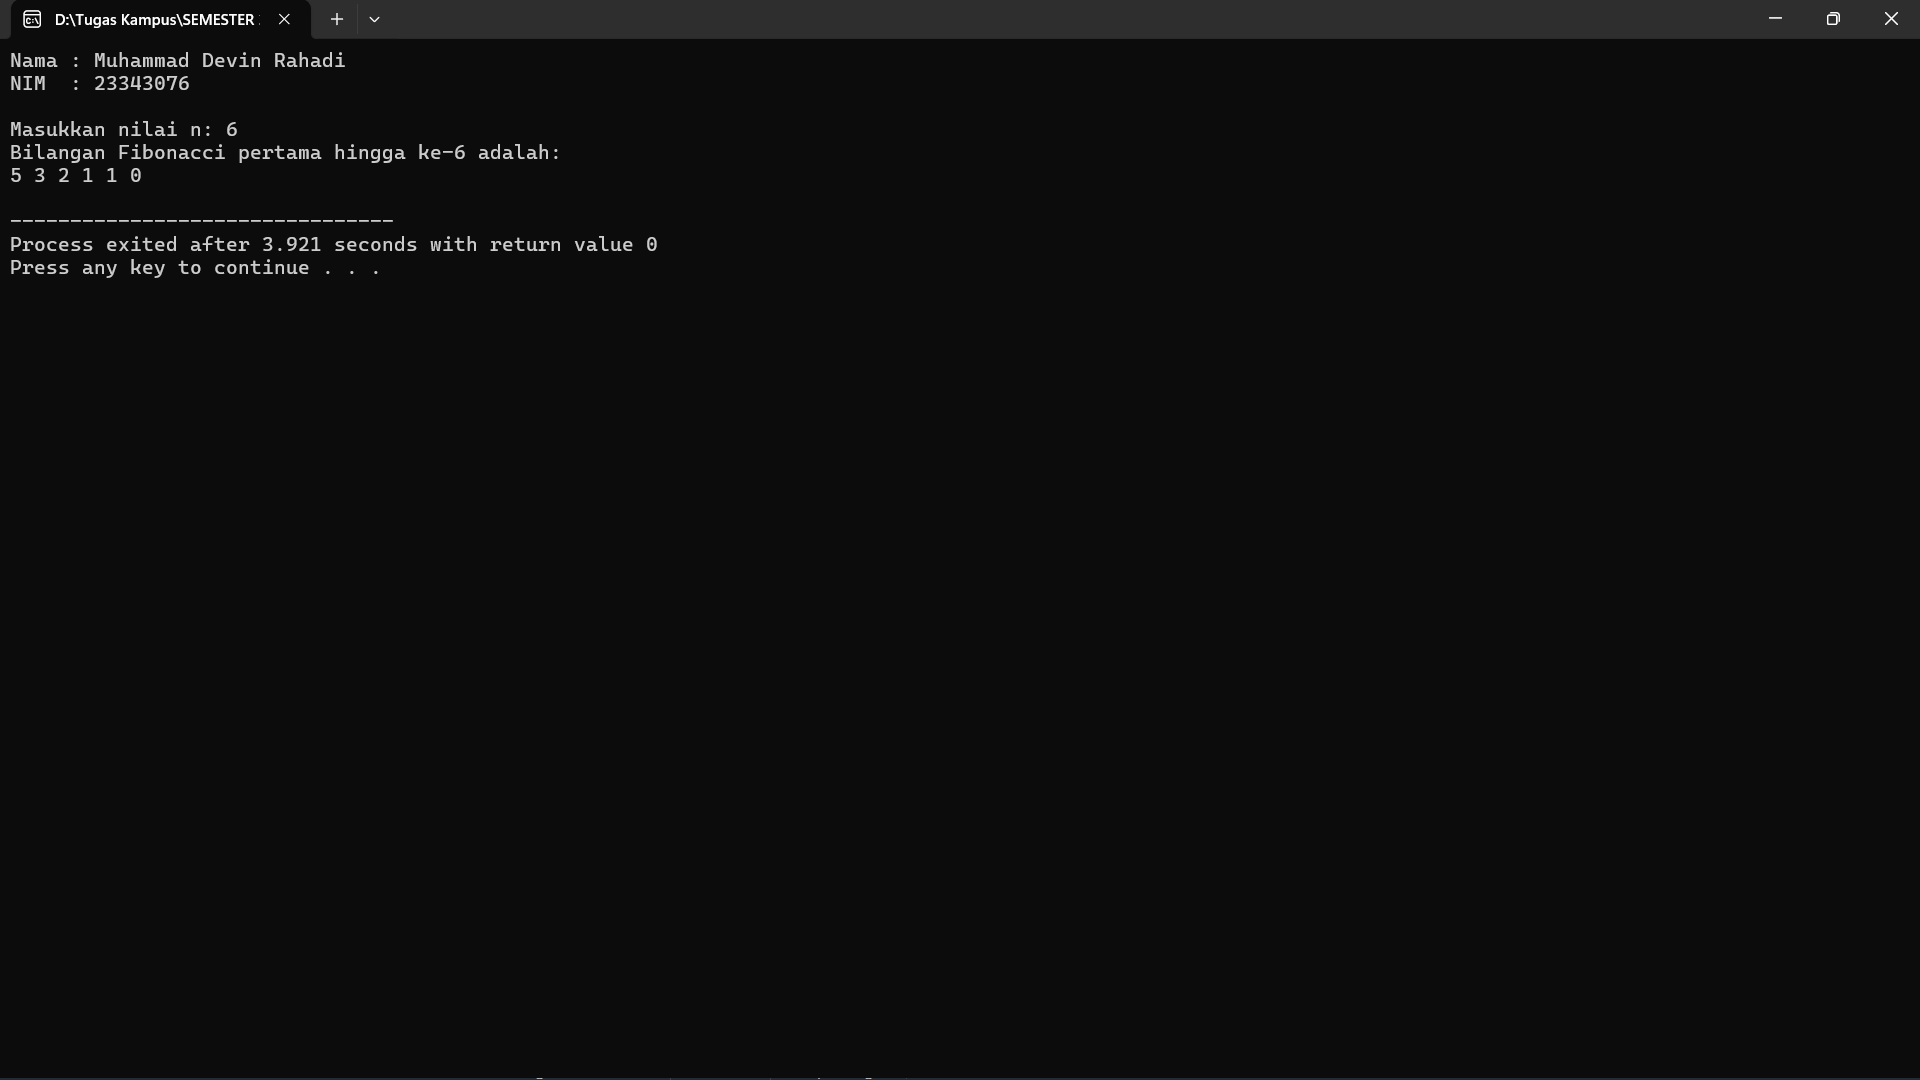 D:\Tugas Kampus\SEMESTER
Nama : Muhammad Devin Rahadi
NIM  : 23343076
Masukkan nilai n: 6
Bilangan Fibonacci pertama hingga ke-6 adalah:
5 3 2 1 1 0
--------------------------------
Process exited after 3.921 seconds with return value 0
Press any key to continue . . .